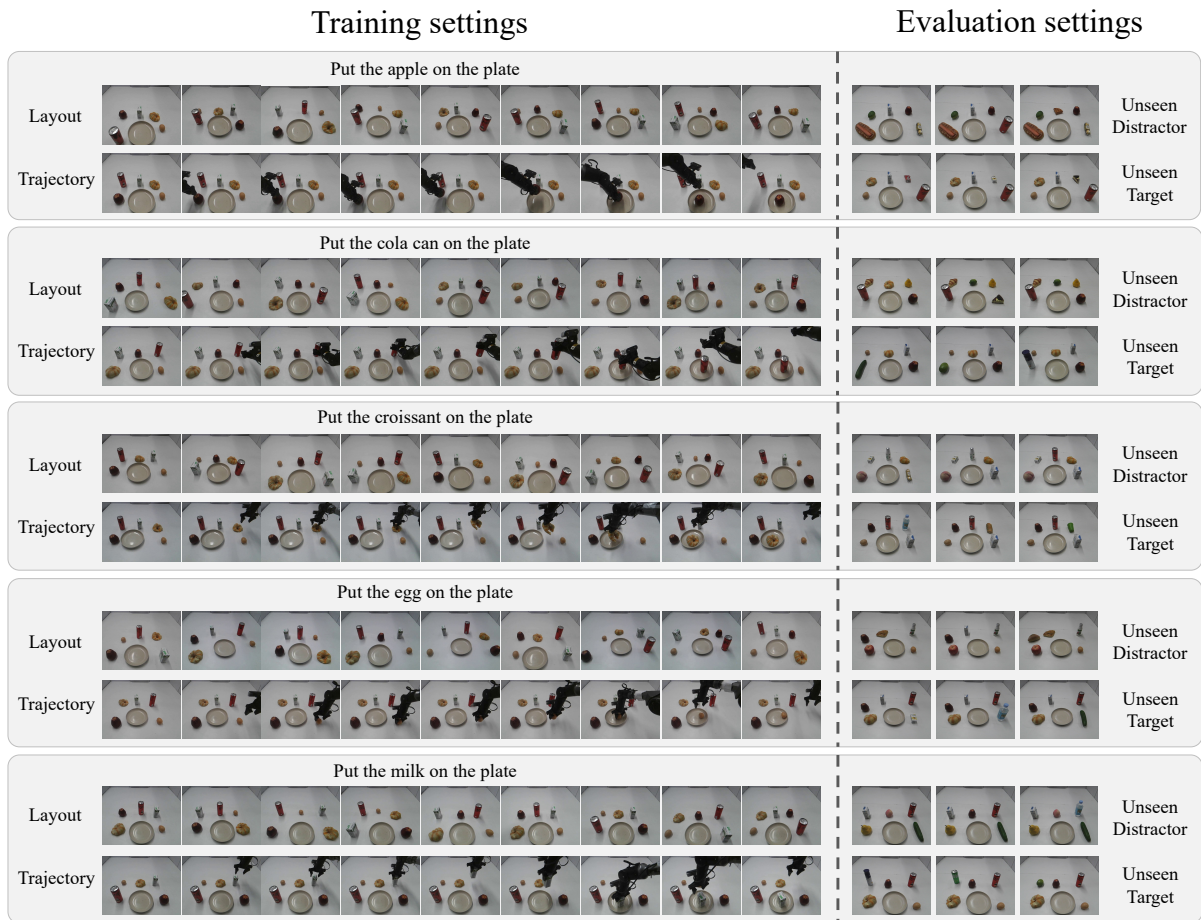 Training settings
Evaluation settings
Put the apple on the plate
Layout
Unseen
Distractor
Trajectory
Unseen
Target
Put the cola can on the plate
Layout
Unseen
Distractor
Trajectory
Unseen
Target
Put the croissant on the plate
Layout
Unseen
Distractor
Trajectory
Unseen
Target
Put the egg on the plate
Layout
Unseen
Distractor
Trajectory
Unseen
Target
Put the milk on the plate
Layout
Unseen
Distractor
Trajectory
Unseen
Target